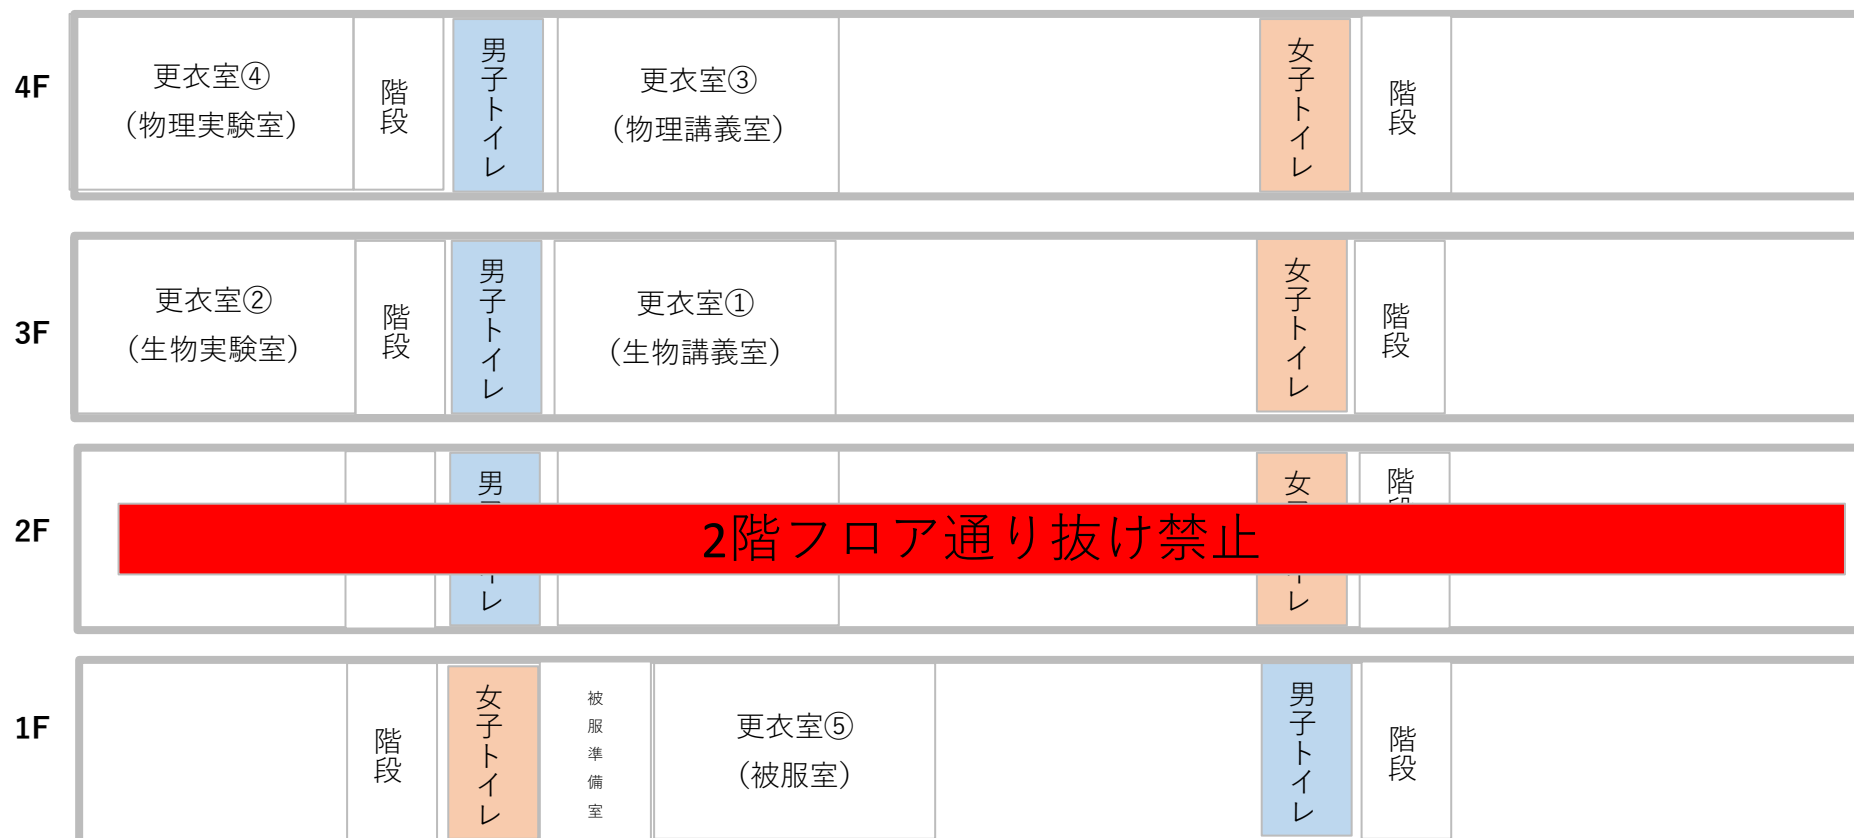 4F
更衣室④
（物理実験室）
階段
男子トイレ
更衣室③
（物理講義室）
女子トイレ
階段
3F
更衣室②
（生物実験室）
階段
男子トイレ
更衣室①
（生物講義室）
女子トイレ
階段
2F
男
レ
女
レ
階
2階フロア通り抜け禁止
1F
階段
女子トイレ
被服準備室
更衣室⑤
（被服室）
男子トイレ
階段